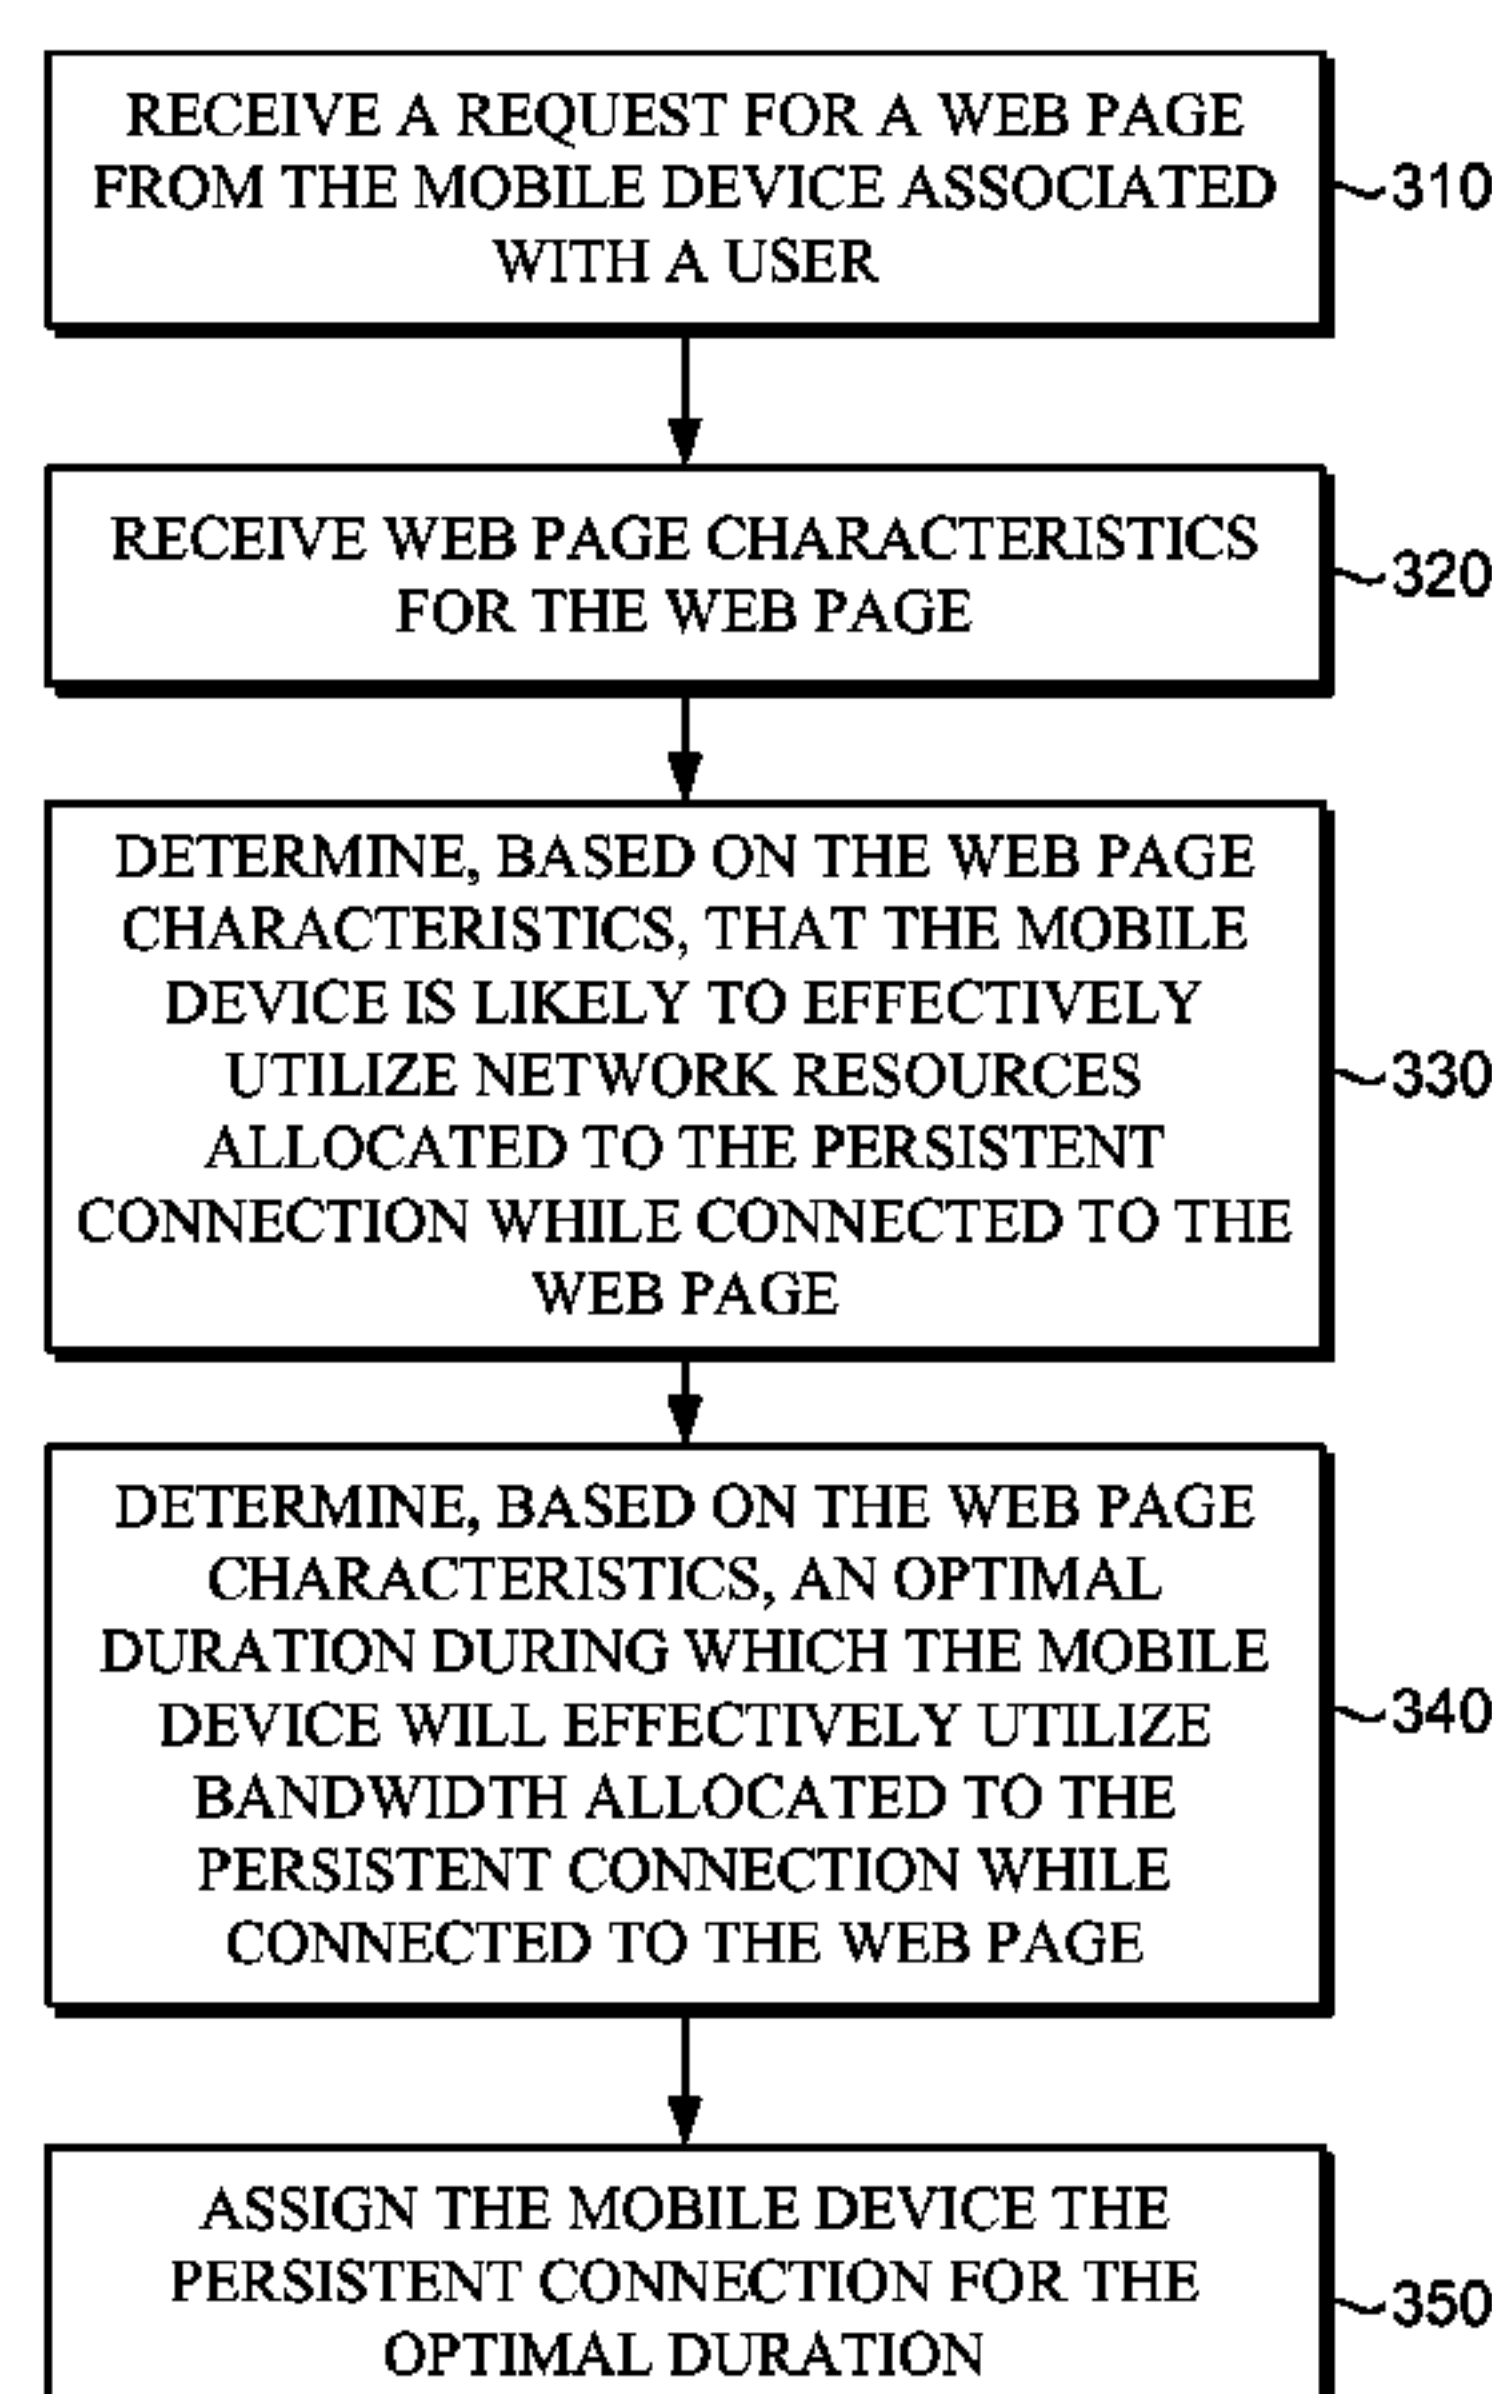 RECEIVE A REQUEST FOR A WEB PAGE
FROM THE MOBILE DEVICE ASSOCIATED
WITH A USER
310
RECEIVE WEB PAGE CHARACTERISTICS
FOR THE WEB PAGE
320
DETERMINE, BASED ON THE WEB PAGE
CHARACTERISTICS, THAT THE MOBILE
DEVICE IS LIKELY TO EFFECTIVELY
UTILIZE NETWORK RESOURCES
ALLOCATED TO THE PERSISTENT
CONNECTION WHILE CONNECTED TO THE
WEB PAGE
330
DETERMINE, BASED ON THE WEB PAGE
CHARACTERISTICS, AN OPTIMAL
DURATION DURING WHICH THE MOBILE
DEVICE WILL EFFECTIVELY UTILIZE
BANDWIDTH ALLOCATED TO THE
PERSISTENT CONNECTION WHILE
CONNECTED TO THE WEB PAGE
340
ASSIGN THE MOBILE DEVICE THE
PERSISTENT CONNECTION FOR THE
OPTIMAL DURATION
350